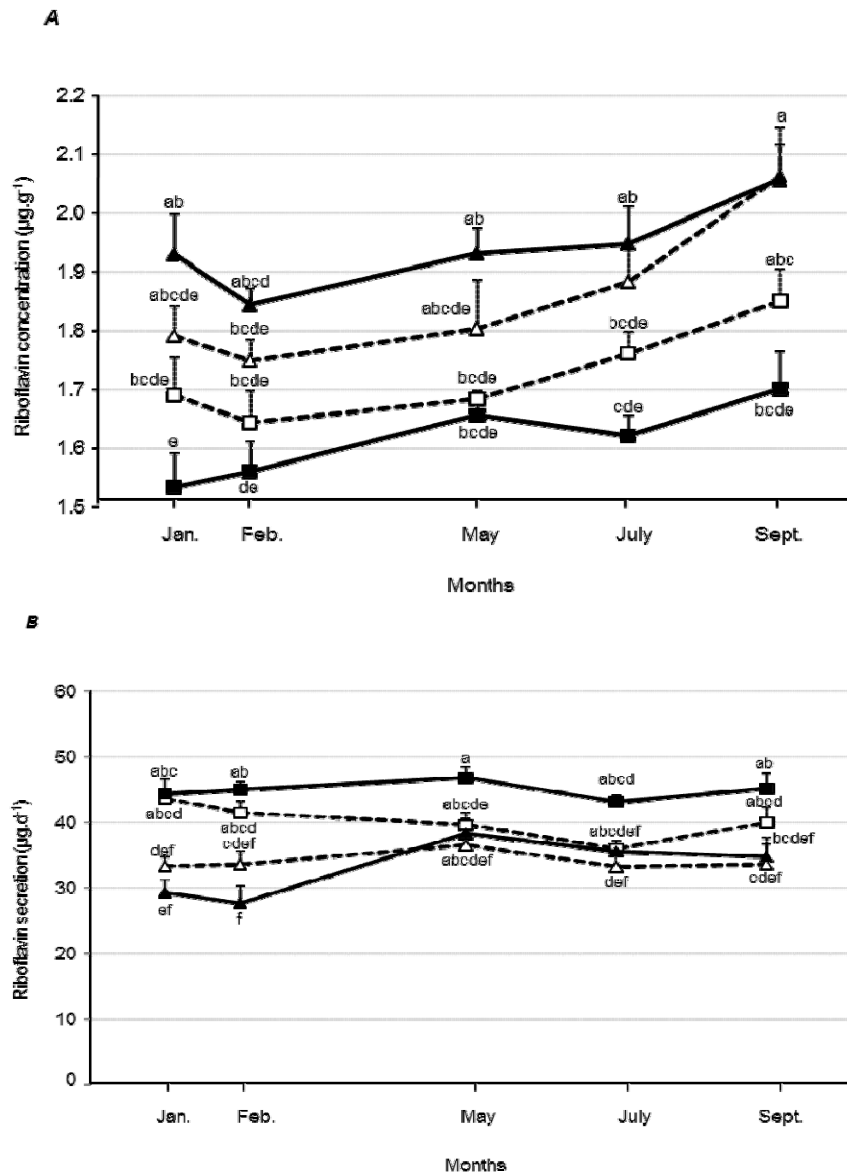 A
2.2
2.1
2.0
1.9
1.8
1.7
1.6
1.5
Riboflavin concentration (µg.g-1)
ab
abcd
ab
ab
a
abcde
bcde
abcde
bcde
abc
bcde
bcde
bcde
cde
bcde
e
de
bcde
Jan.
Feb.
May
July
Sept.
Months
B
60
50
40
30
20
10
0
Riboflavin secretion (µg.d-1)
abc
ab
a
abcd
ab
abcd
abcd
abcde
abcdef
abcd
def
cdef
abcdef
def
bcdef
cdef
ef
f
Jan.
Feb.
May
July
Sept.
Months